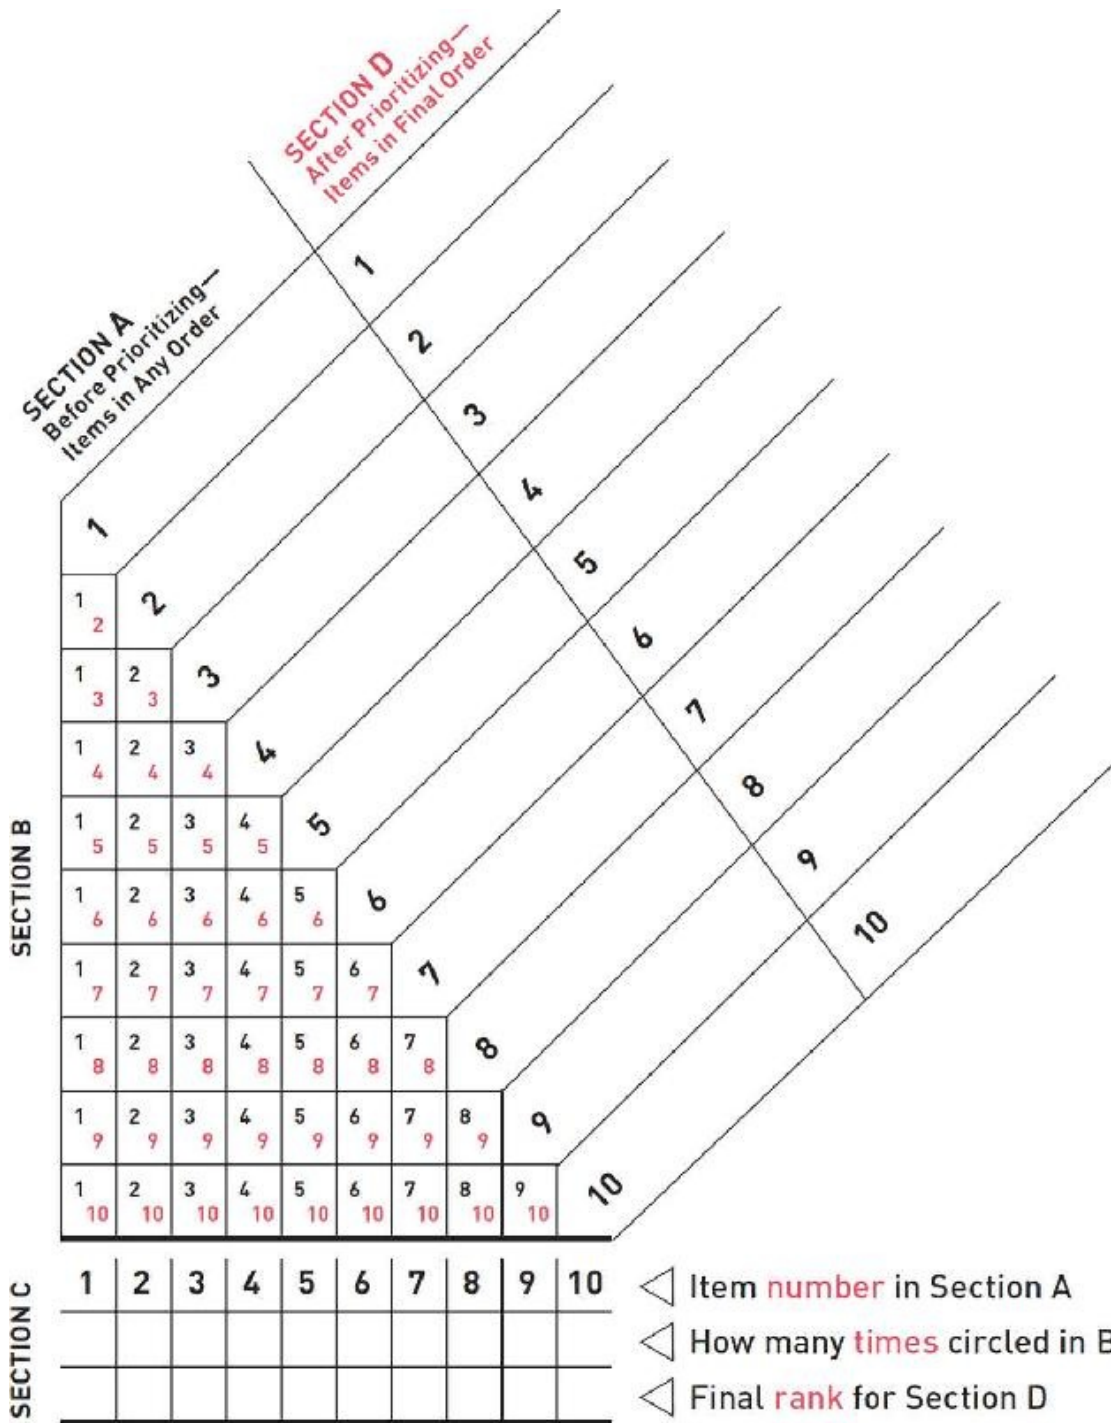 SECTION D
After Prioritizing—
Items in Final Order
1
2
3
4
5
6
7
8
9
10
SECTION A
Before Prioritizing—
Items in Any Order
1
1 2 2
1 3 2 3 3
1 4 2 4 3 4 4
1 5 2 5 3 5 4 5 5
1 6 2 6 3 6 4 6 5 6 6
1 7 2 7 3 7 4 7 5 7 6 7 7
1 8 2 8 3 8 4 8 5 8 6 8 7 8 8
1 9 2 9 3 9 4 9 5 9 6 9 7 9 8 9 9
1 10 2 10 3 10 4 10 5 10 6 10 7 10 8 10 9 10 10
SECTION B
SECTION C
1 2 3 4 5 6 7 8 9 10
Item number in Section A
How many times circled in B
Final rank for Section D